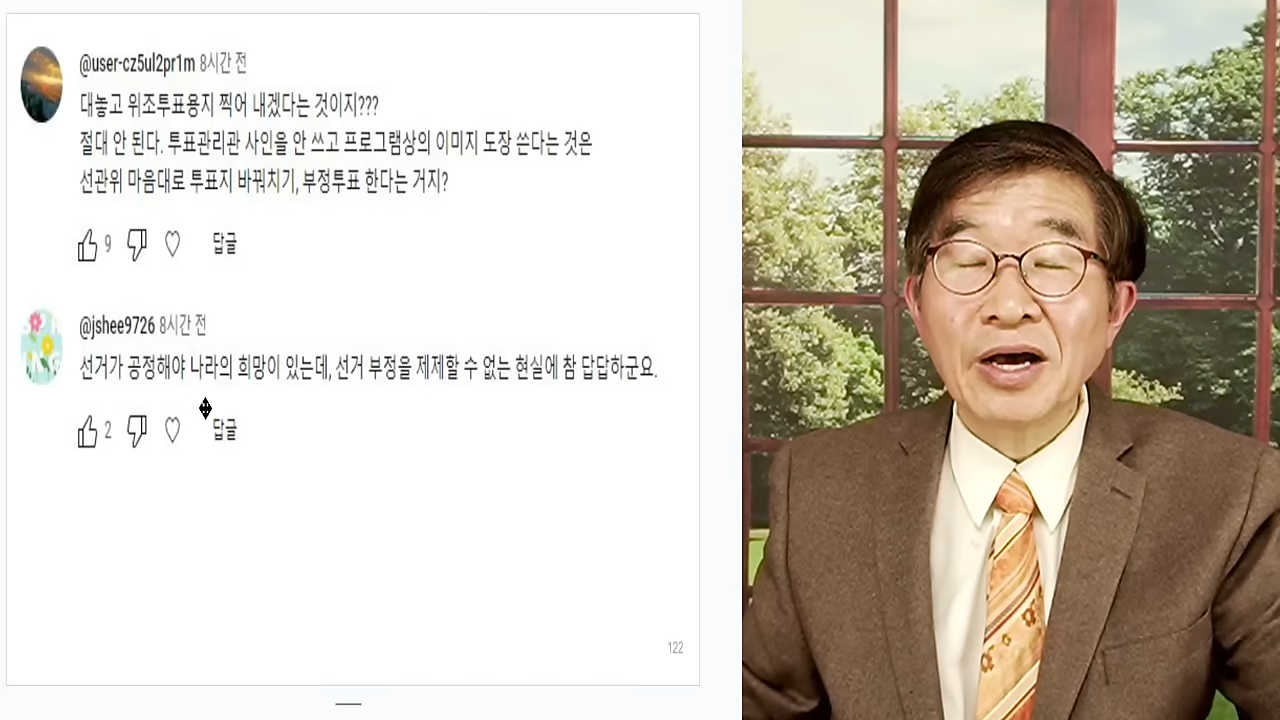 @user-cz5ul2pr1m 8시간 전
대놓고 위조투표용지 찍어 내겠다는 것이지???
절대 안 된다. 투표관리관 사인을 안 쓰고 프로그램상의 이미지 도장 쓴다는 것은
선관위 마음대로 투표지 바꿔치기, 부정투표 한다는 거지?
9 답글
@jshee9726 8시간 전
선거가 공정해야 나라의 희망이 있는데, 선거 부정을 제제할 수 없는 현실에 참 답답하군요.
2 답글
122